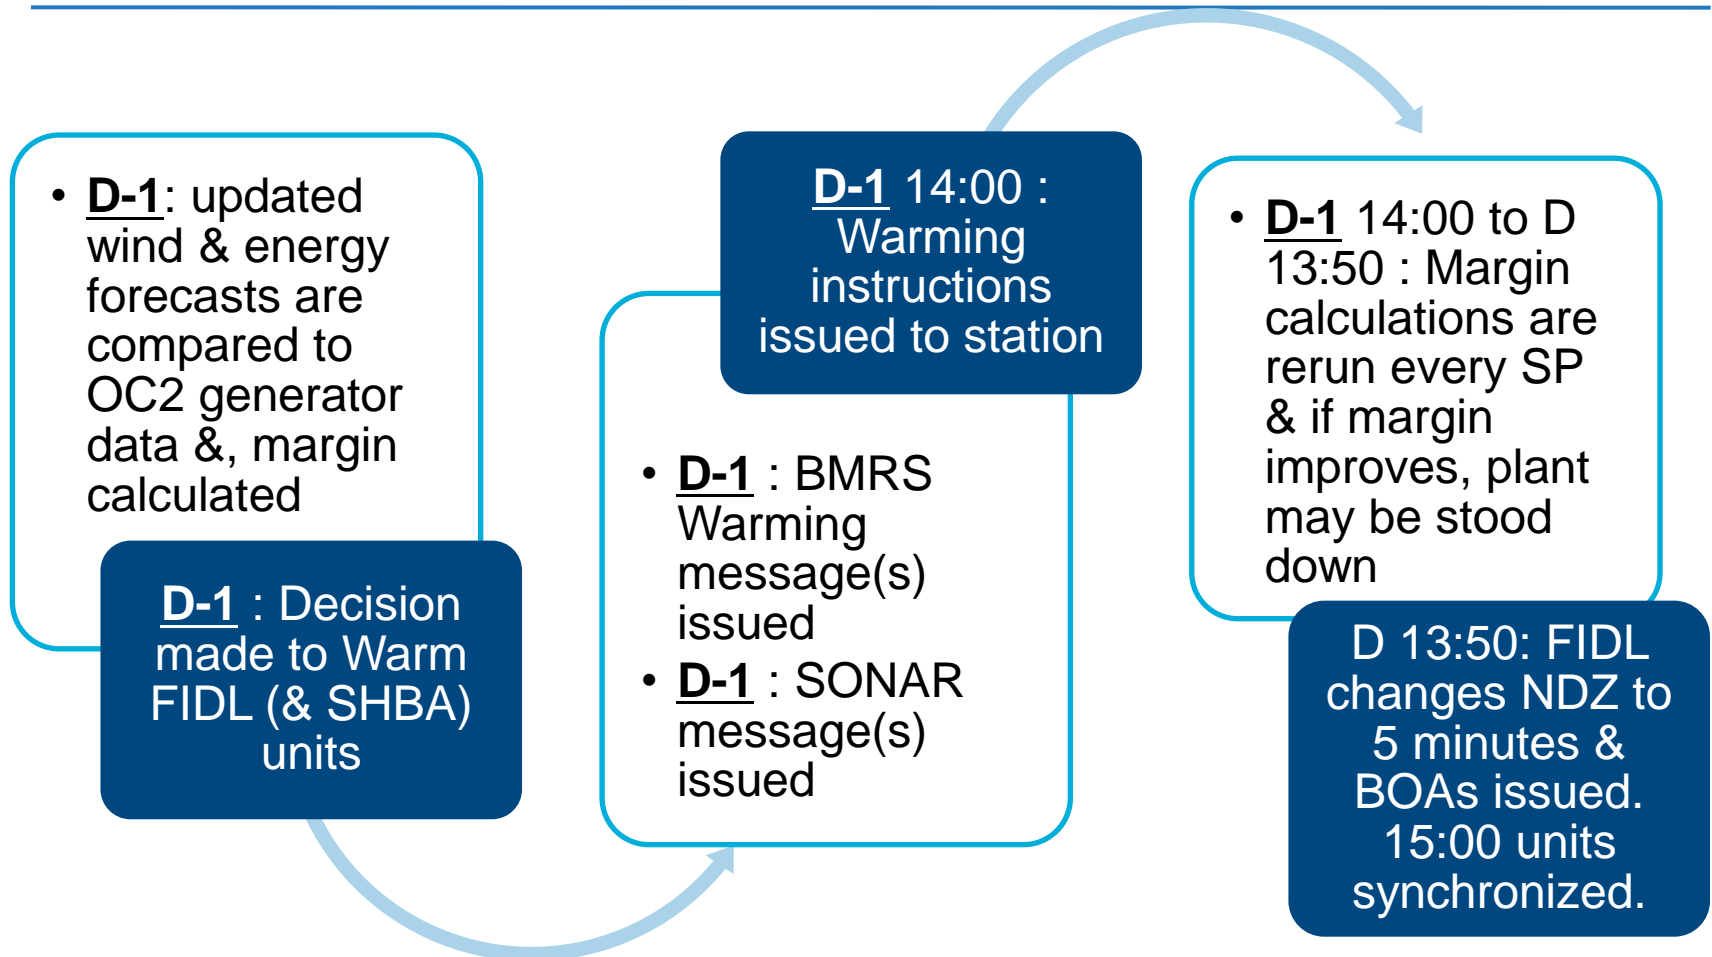 • D-1: updated
wind & energy
forecasts are
compared to
OC2 generator
data &, margin
calculated
D-1 : Decision
made to Warm
FIDL (& SHBA)
units
D-1 14:00 :
Warming
instructions
issued to station
• D-1 : BMRS
Warming
message(s)
issued
• D-1 : SONAR
message(s)
issued
• D-1 14:00 to D
13:50 : Margin
calculations are
rerun every SP
& if margin
improves, plant
may be stood
down
D 13:50: FIDL
changes NDZ to
5 minutes &
BOAs issued.
15:00 units
synchronized.